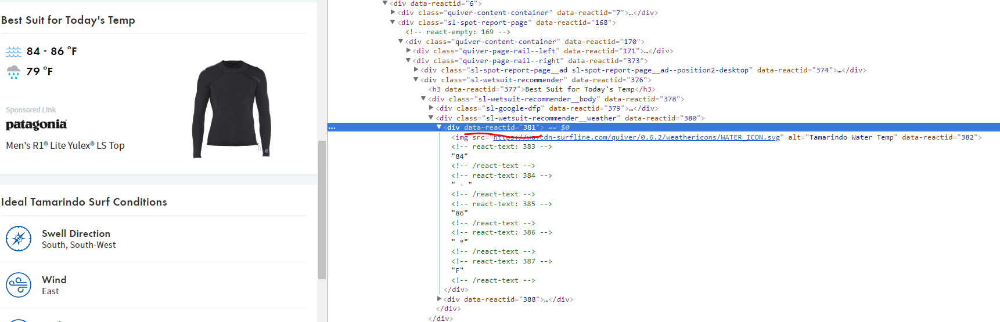 Best Suit for Today's Temp
84 - 86 °F
79 °F
Sponsored Link
patagonia
Men's R1® Lite Yulex® LS Top
Ideal Tamarindo Surf Conditions
Swell Direction
South, South-West
Wind
East
▼<div data-reactid="6">
▶<div class="quiver-content-container" data-reactid="7">…</div>
▼<div class="sl-spot-report-page" data-reactid="168">
<!-- react-empty: 169 -->
▼<div class="quiver-content-container" data-reactid="170">
▶<div class="quiver-page-rail--left" data-reactid="171">…</div>
▼<div class="quiver-page-rail--right" data-reactid="373">
▶<div class="sl-spot-report-page__ad sl-spot-report-page__ad--position2-desktop" data-reactid="374">…</div>
▼<div class="sl-wetsuit-recommender" data-reactid="376">
<h3 data-reactid="377">Best Suit for Today's Temp</h3>
▼<div class="sl-wetsuit-recommender__body" data-reactid="378">
▶<div class="sl-google-dfp" data-reactid="379">…</div>
▼<div class="sl-wetsuit-recommender__weather" data-reactid="380">
… ▼<div data-reactid="381"> == $0
<img src="https://wa.cdn-surfline.com/quiver/0.6.2/weathericons/WATER_ICON.svg" alt="Tamarindo Water Temp" data-reactid="382">
<!-- react-text: 383 -->
"84"
<!-- /react-text -->
<!-- react-text: 384 -->
" - "
<!-- /react-text -->
<!-- react-text: 385 -->
"86"
<!-- /react-text -->
<!-- react-text: 386 -->
" º"
<!-- /react-text -->
<!-- react-text: 387 -->
"F"
<!-- /react-text -->
</div>
▶<div data-reactid="388">…</div>
</div>
</div>